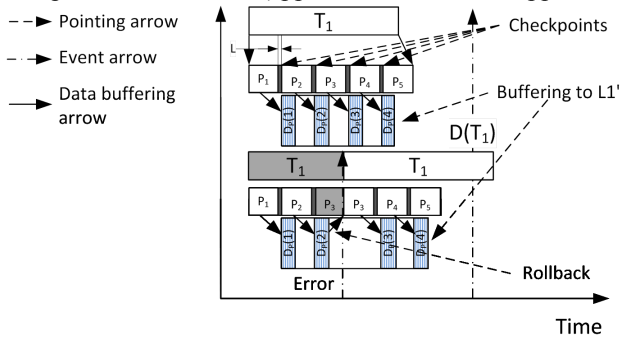 Pointing arrow
Event arrow
Data buffering
arrow
T1
L
Checkpoints
P1 P2 P3 P4 P5
DP(1) DP(2) DP(3) DP(4)
Buffering to L1'
D(T1)
T1 T1
P1 P2 P3 P3 P4 P5
DP(1) DP(2) DP(3) DP(4)
Rollback
Error
Time